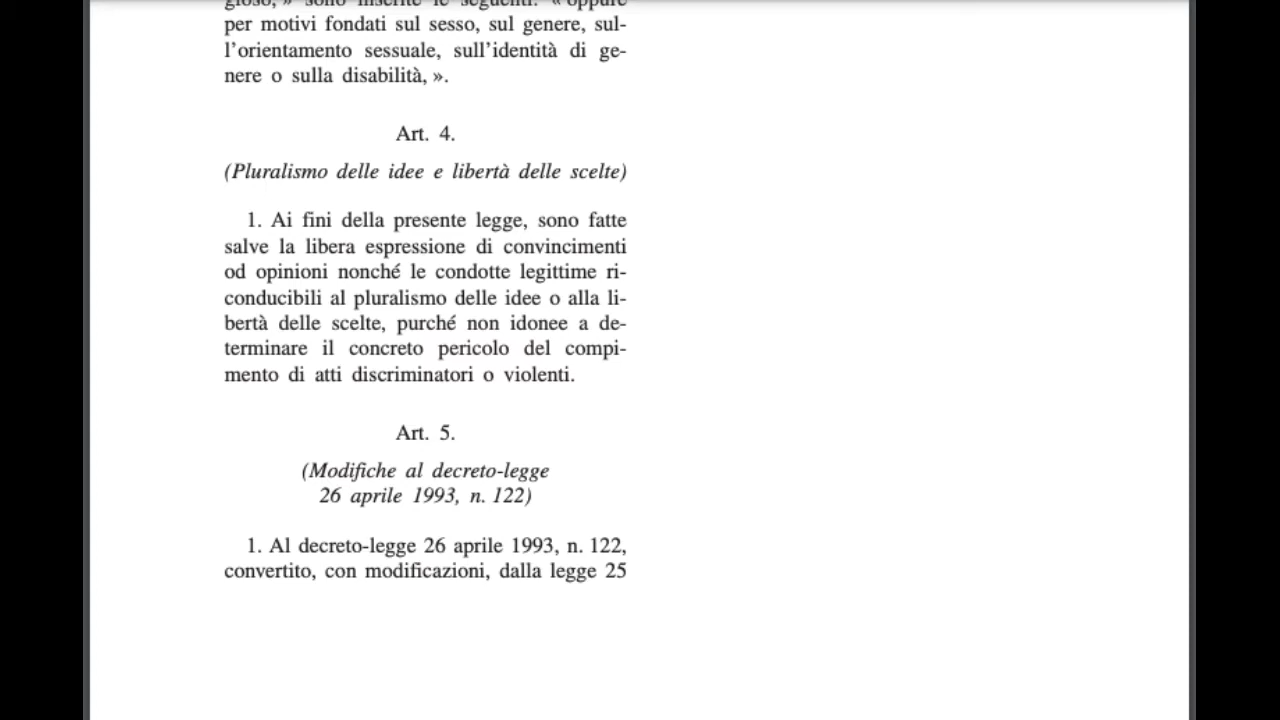 gioso, » sono inserite le seguenti: « oppure
per motivi fondati sul sesso, sul genere, sul-
l'orientamento sessuale, sull'identità di ge-
nere o sulla disabilità, ».
Art. 4.
(Pluralismo delle idee e libertà delle scelte)
1. Ai fini della presente legge, sono fatte
salve la libera espressione di convincimenti
od opinioni nonché le condotte legittime ri-
conducibili al pluralismo delle idee o alla li-
bertà delle scelte, purché non idonee a de-
terminare il concreto pericolo del compi-
mento di atti discriminatori o violenti.
Art. 5.
(Modifiche al decreto-legge
26 aprile 1993, n. 122)
1. Al decreto-legge 26 aprile 1993, n. 122,
convertito, con modificazioni, dalla legge 25